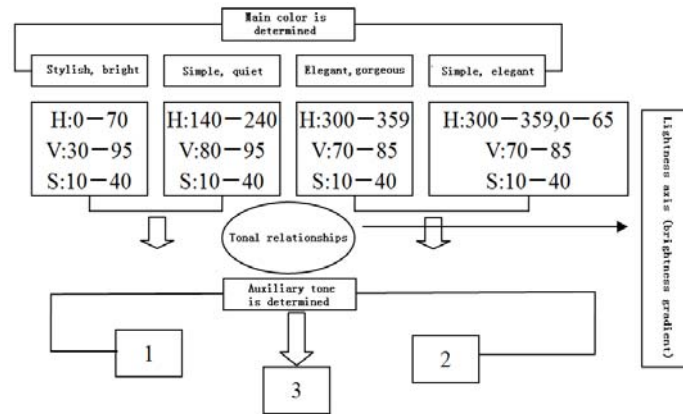 Main color is
determined
Stylish, bright
Simple, quiet
Elegant, gorgeous
Simple, elegant
H:0－70
V:30－95
S:10－40
H:140－240
V:80－95
S:10－40
H:300－359
V:70－85
S:10－40
H:300－359,0－65
V:70－85
S:10－40
Lightness axis (brightness gradient)
Tonal relationships
Auxiliary tone
is determined
1
2
3